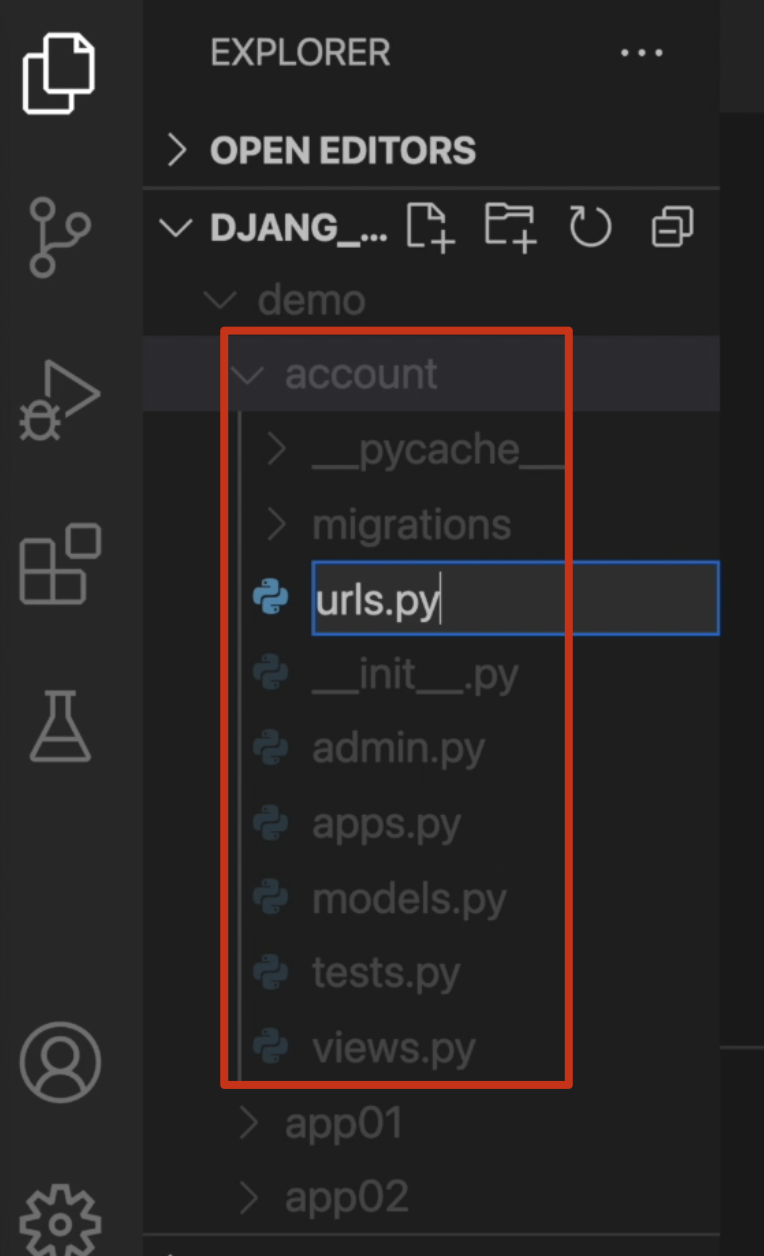 EXPLORER
OPEN EDITORS
DJANG_...
demo
account
__pycache__
migrations
urls.py
__init__.py
admin.py
apps.py
models.py
tests.py
views.py
app01
app02